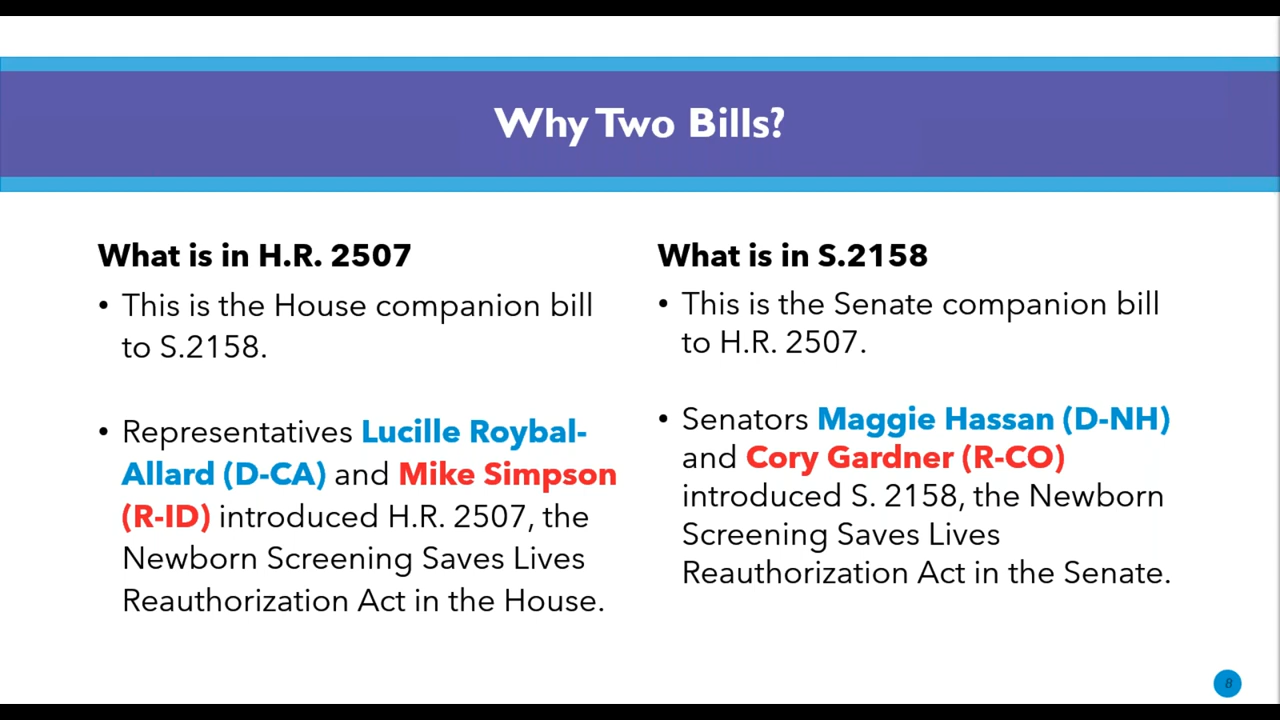 Why Two Bills?
What is in H.R. 2507
• This is the House companion bill
to S.2158.
• Representatives Lucille Roybal-
Allard (D-CA) and Mike Simpson
(R-ID) introduced H.R. 2507, the
Newborn Screening Saves Lives
Reauthorization Act in the House.
What is in S.2158
• This is the Senate companion bill
to H.R. 2507.
• Senators Maggie Hassan (D-NH)
and Cory Gardner (R-CO)
introduced S. 2158, the Newborn
Screening Saves Lives
Reauthorization Act in the Senate.
8